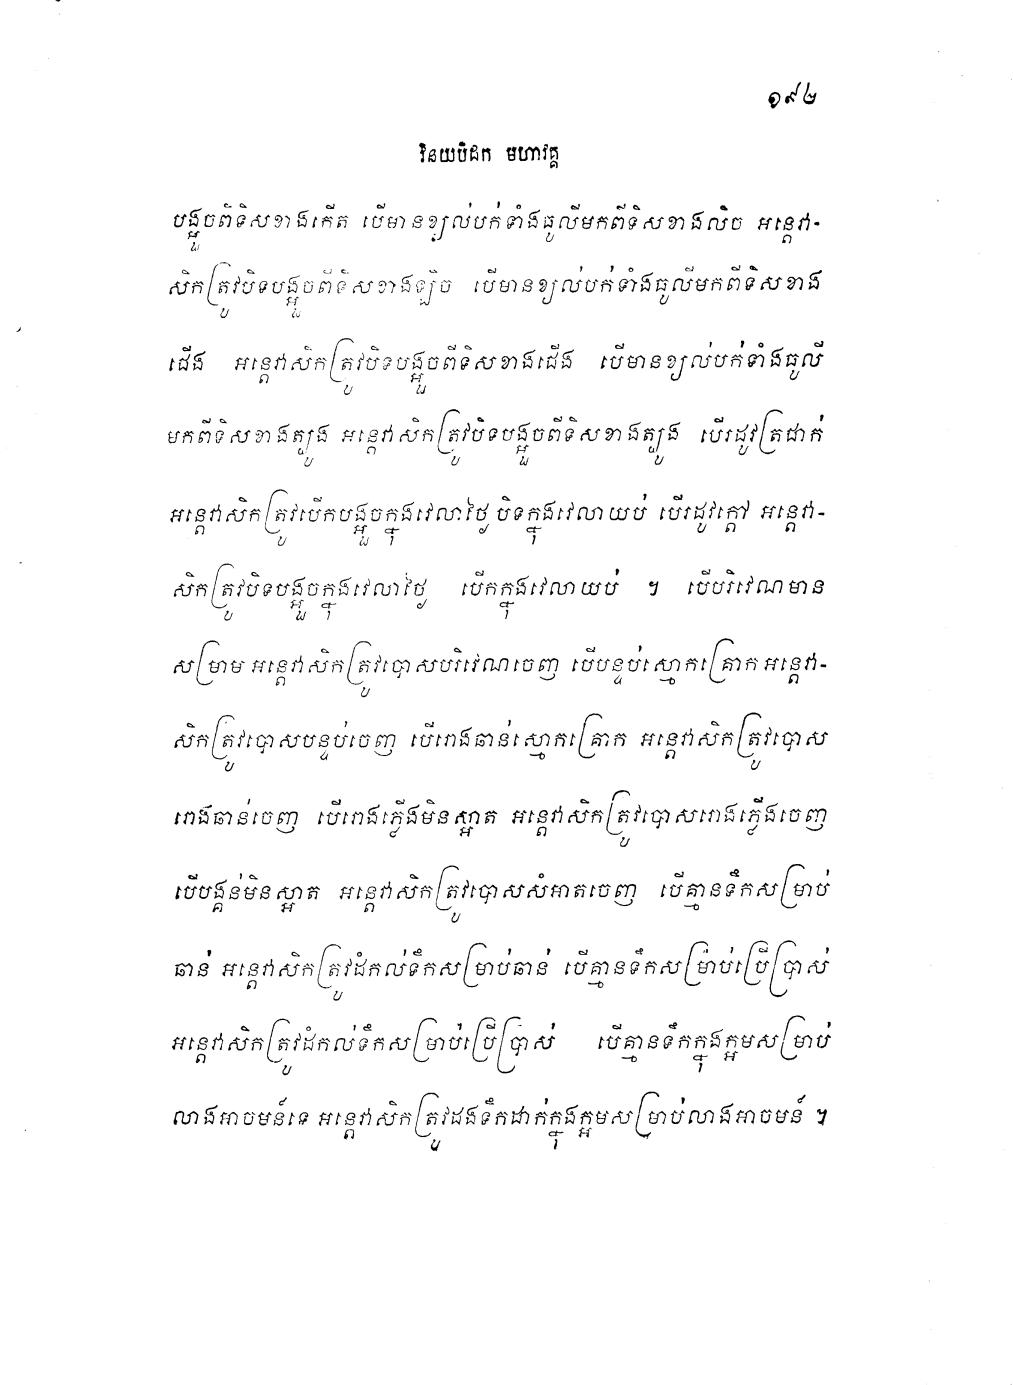 ១៩២
វិនយបិដក មហាវគ្គ
បង្អួចពីទិសខាងកើត បើមានខ្យល់បក់ទាំងធូលីមកពីទិសខាងលិច អន្តេវា-
សិកត្រូវបិទបង្អួចពីទិសខាងឡិច បើមានខ្យល់បក់ទាំងធូលីមកពីទិសខាង
ជើង អន្តេវាសិកត្រូវបិទបង្អួចពីទិសខាងជើង បើមានខ្យល់បក់ទាំងធូលី
មកពីទិសខាងត្បូង អន្តេវាសិកត្រូវបិទបង្អួចពីទិសខាងត្បូង បើរដូវត្រជាក់
អន្តេវាសិកត្រូវបើកបង្អួចក្នុងវេលាថ្ងៃ បិទក្នុងវេលាយប់ បើរដូវក្តៅ អន្តេវា-
សិកត្រូវបិទបង្អួចក្នុងវេលាថ្ងៃ បើកក្នុងវេលាយប់ ។ បើបរិវេណមាន
សម្រាម អន្តេវាសិកត្រូវបោសបរិវេណចេញ បើបន្ទប់ស្មោកគ្រោក អន្តេវា-
សិកត្រូវបោសបន្ទប់ចេញ បើរោងឆាន់ស្មោកគ្រោក អន្តេវាសិកត្រូវបោស
រោងឆាន់ចេញ បើរោងភ្លើងមិនស្អាត អន្តេវាសិកត្រូវបោសរោងភ្លើងចេញ
បើបង្គន់មិនស្អាត អន្តេវាសិកត្រូវបោសសំអាតចេញ បើគ្មានទឹកសម្រាប់
ឆាន់ អន្តេវាសិកត្រូវដំកល់ទឹកសម្រាប់ឆាន់ បើគ្មានទឹកសម្រាប់ប្រើប្រាស់
អន្តេវាសិកត្រូវដំកល់ទឹកសម្រាប់ប្រើប្រាស់ បើគ្មានទឹកក្នុងក្អមសម្រាប់
លាងអាចមន៍ទេ អន្តេវាសិកត្រូវដងទឹកដាក់ក្នុងក្អមសម្រាប់លាងអាចមន៍ ។